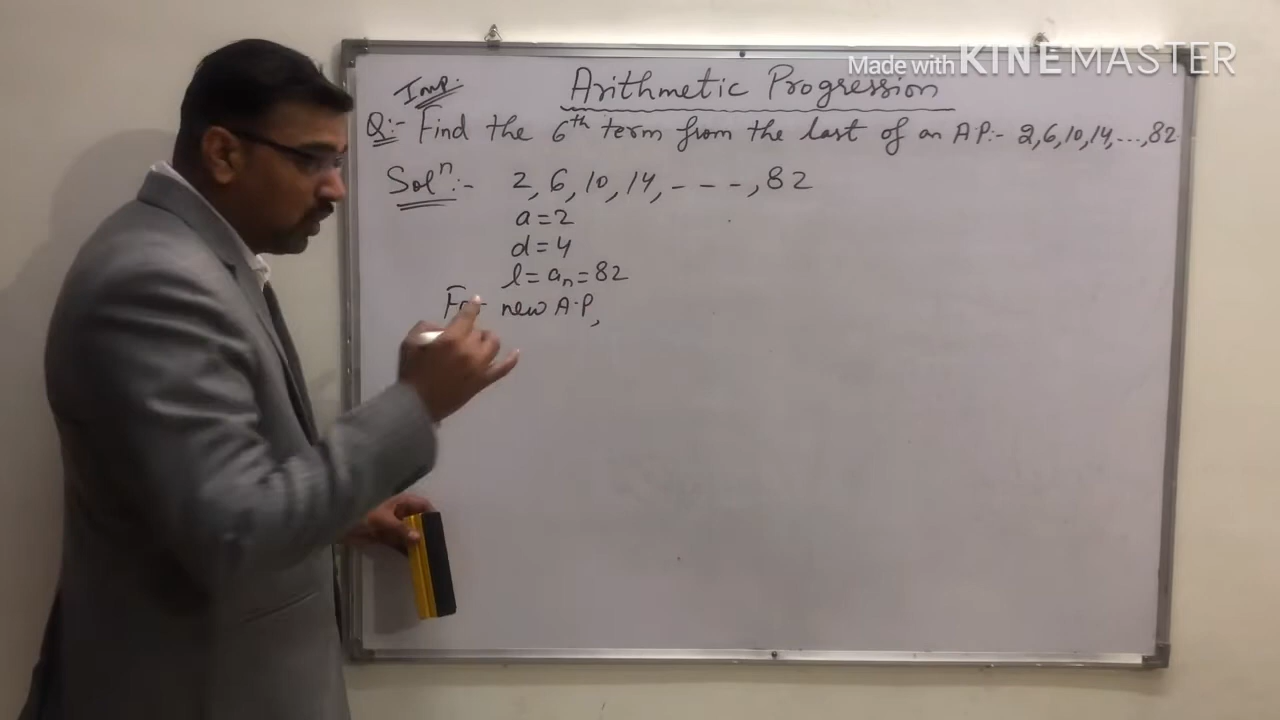 Made with KINEMASTER
Imp.
Arithmetic Progression
Q:- Find the 6th term from the last of an A.P:- 2,6,10,14,...,82.
Solⁿ:- 2, 6, 10, 14, - - -, 82
a = 2
d = 4
l = aₙ = 82
new A.P,